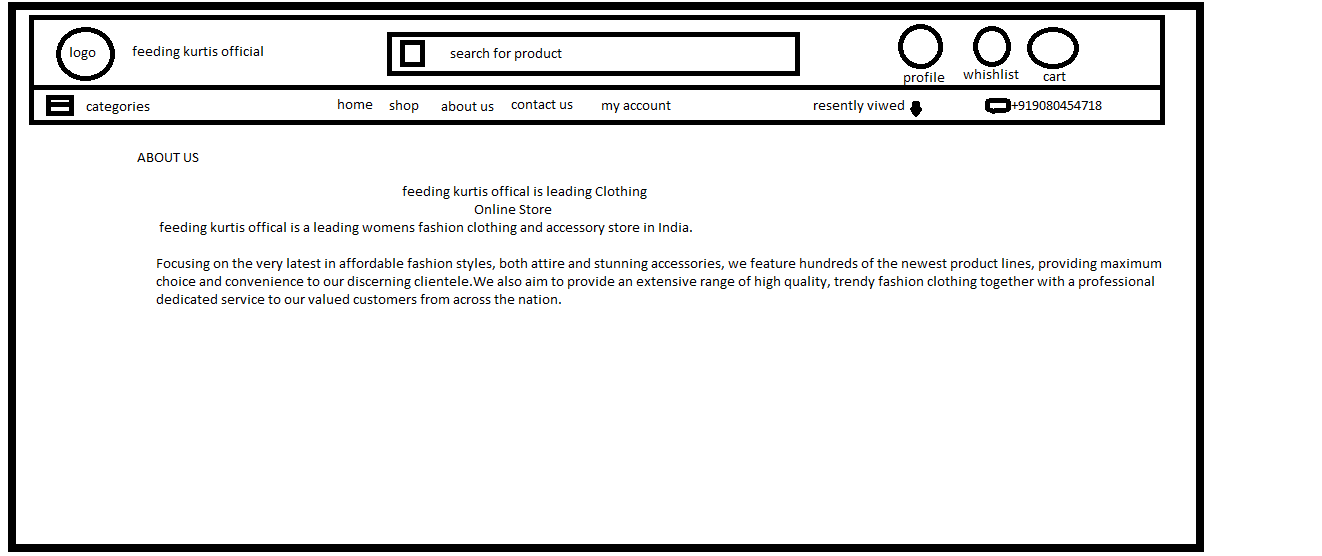 logo
feeding kurtis official
search for product
profile
whishlist
cart
categories
home
shop
about us
contact us
my account
resently viwed
+919080454718
ABOUT US
feeding kurtis offical is leading Clothing
Online Store
feeding kurtis offical is a leading womens fashion clothing and accessory store in India.
Focusing on the very latest in affordable fashion styles, both attire and stunning accessories, we feature hundreds of the newest product lines, providing maximum
choice and convenience to our discerning clientele.We also aim to provide an extensive range of high quality, trendy fashion clothing together with a professional
dedicated service to our valued customers from across the nation.